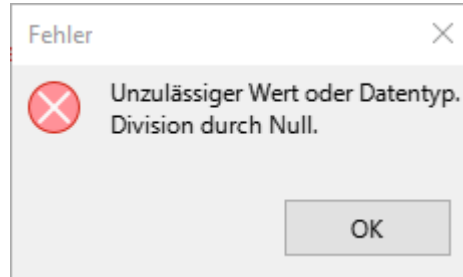 Fehler
Unzulässiger Wert oder Datentyp.
Division durch Null.
OK